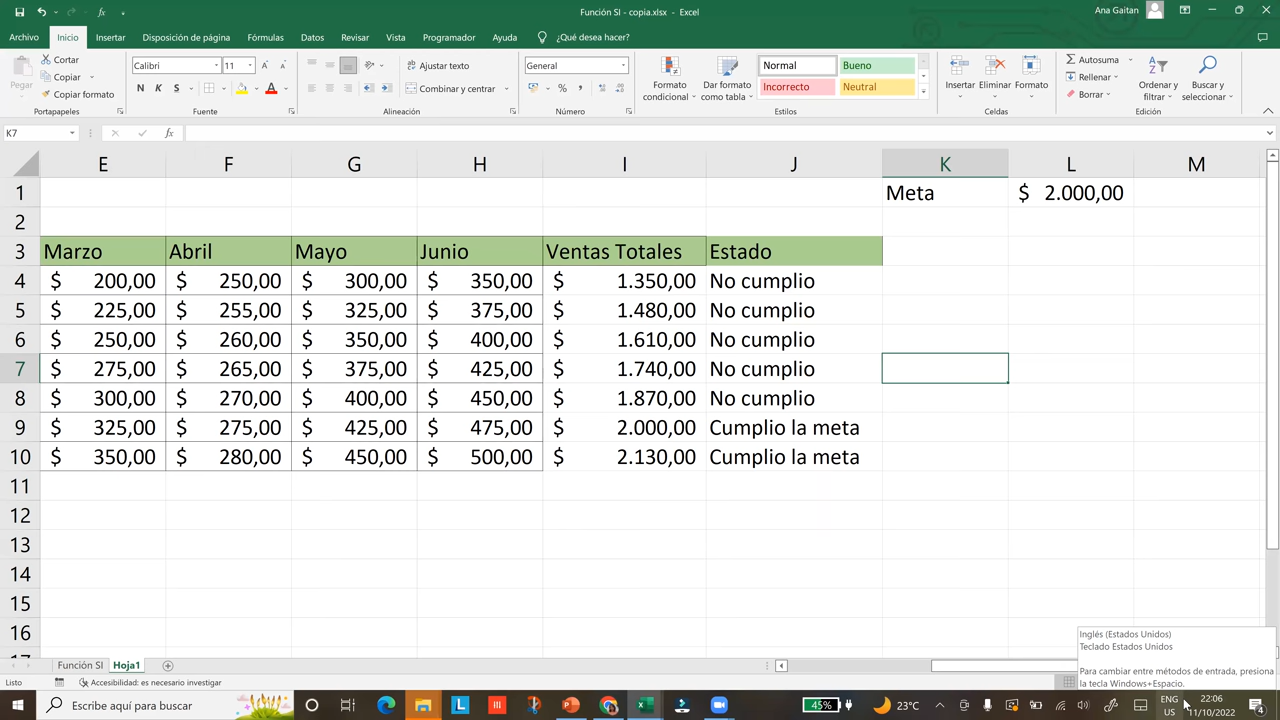 Función SI - copia.xlsx - Excel
Ana Gaitan
Archivo Inicio Insertar Disposición de página Fórmulas Datos Revisar Vista Programador Ayuda ¿Qué desea hacer?
Pegar
Cortar
Copiar
Copiar formato
Portapapeles
Calibri 11
N K S
Fuente
Ajustar texto
Combinar y centrar
Alineación
General
Número
Formato condicional
Dar formato como tabla
Normal Bueno
Incorrecto Neutral
Estilos
Insertar Eliminar Formato
Celdas
Autosuma
Rellenar
Borrar
Ordenar y filtrar
Buscar y seleccionar
Edición
K7 fx
E F G H I J K L M
1 Meta $ 2.000,00
2
3 Marzo Abril Mayo Junio Ventas Totales Estado
4 $ 200,00 $ 250,00 $ 300,00 $ 350,00 $ 1.350,00 No cumplio
5 $ 225,00 $ 255,00 $ 325,00 $ 375,00 $ 1.480,00 No cumplio
6 $ 250,00 $ 260,00 $ 350,00 $ 400,00 $ 1.610,00 No cumplio
7 $ 275,00 $ 265,00 $ 375,00 $ 425,00 $ 1.740,00 No cumplio
8 $ 300,00 $ 270,00 $ 400,00 $ 450,00 $ 1.870,00 No cumplio
9 $ 325,00 $ 275,00 $ 425,00 $ 475,00 $ 2.000,00 Cumplio la meta
10 $ 350,00 $ 280,00 $ 450,00 $ 500,00 $ 2.130,00 Cumplio la meta
11
12
13
14
15
16
Inglés (Estados Unidos)
Teclado Estados Unidos
Para cambiar entre métodos de entrada, presiona
la tecla Windows+Espacio.
Función SI Hoja1
Listo Accesibilidad: es necesario investigar
Escribe aquí para buscar
45%
23°C
ENG
US
22:06
11/10/2022
4